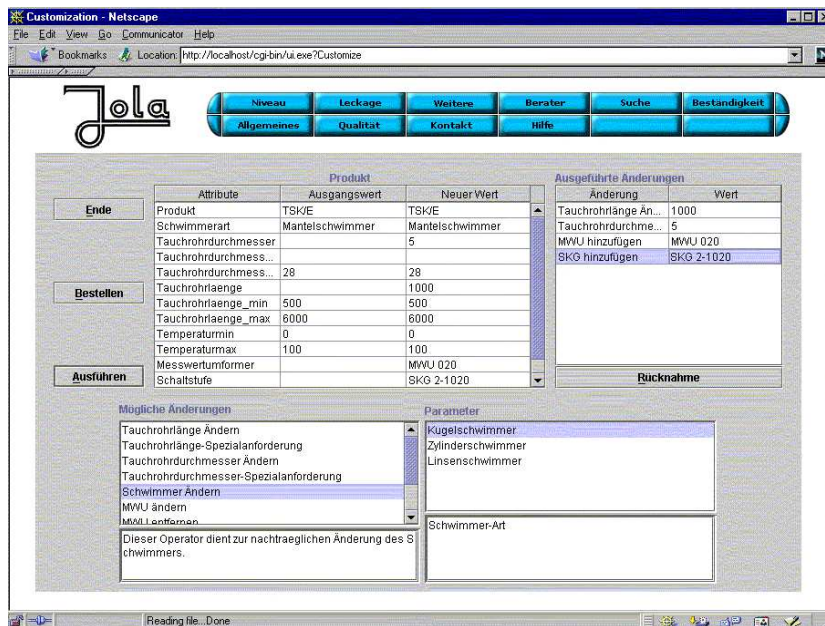 Customization - Netscape
File Edit View Go Communicator Help
Bookmarks Location: http://localhost/cgi-bin/ui.exe?Customize
Jola
Niveau Leckage Weitere Berater Suche Beständigkeit
Allgemeines Qualität Kontakt Hilfe
Produkt Ausgeführte Änderungen
Attribute Ausgangswert Neuer Wert Änderung Wert
Ende
Produkt TSK/E TSK/E Tauchrohrlänge Än... 1000
Schwimmerart Mantelschwimmer Mantelschwimmer Tauchrohrdurchme... 5
Tauchrohrdurchmesser 5 MWU hinzufügen MWU 020
Tauchrohrdurchmess... SKG hinzufügen SKG 2-1020
Tauchrohrdurchmess... 28 28
Bestellen
Tauchrohrlaenge 1000
Tauchrohrlaenge_min 500 500
Tauchrohrlaenge_max 6000 6000
Temperaturmin 0 0
Temperaturmax 100 100
Messwertumformer MWU 020
Ausführen
Schaltstufe SKG 2-1020
Rücknahme
Mögliche Änderungen Parameter
Tauchrohrlänge Ändern Kugelschwimmer
Tauchrohrlänge-Spezialanforderung Zylinderschwimmer
Tauchrohrdurchmesser Ändern Linsenschwimmer
Tauchrohrdurchmesser-Spezialanforderung
Schwimmer Ändern
MWU ändern
MWU entfernen
Dieser Operator dient zur nachtraeglichen Änderung des S
chwimmers.
Schwimmer-Art
Reading file...Done